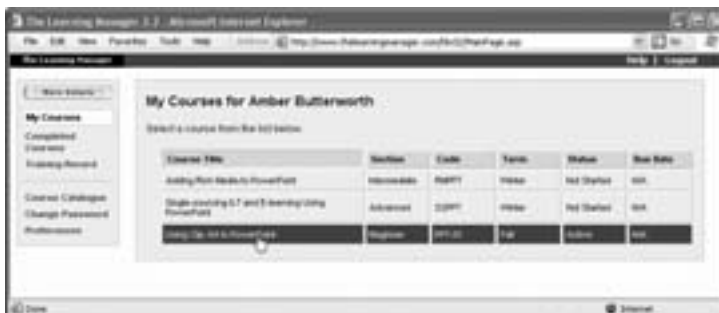 The Learning Manager 3.2 - Microsoft Internet Explorer
File Edit View Favorites Tools Help
The Learning Manager Help | Logout
My Courses for Amber Butterworth
Select a course from the list below.
My Courses
Completed
Courses
Training Record
Course Catalogue
Change Password
Preferences
Course Title Section Code Term Status Due Date
Adding Rich Media to PowerPoint Intermediate Winter Not Started N/A
Single-sourcing ILT and E-learning Using
PowerPoint Advanced Winter Not Started N/A
Using Clip Art in PowerPoint Beginner Fall Active N/A
Done Internet